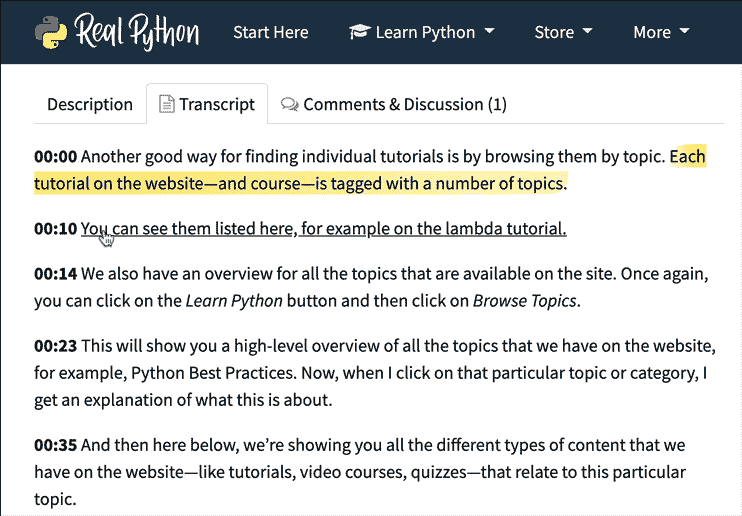 Real Python Start Here Learn Python Store More
Description Transcript Comments & Discussion (1)
00:00 Another good way for finding individual tutorials is by browsing them by topic. Each
tutorial on the website—and course—is tagged with a number of topics.
00:10 You can see them listed here, for example on the lambda tutorial.
00:14 We also have an overview for all the topics that are available on the site. Once again,
you can click on the Learn Python button and then click on Browse Topics.
00:23 This will show you a high-level overview of all the topics that we have on the website,
for example, Python Best Practices. Now, when I click on that particular topic or category, I
get an explanation of what this is about.
00:35 And then here below, we’re showing you all the different types of content that we
have on the website—like tutorials, video courses, quizzes—that relate to this particular
topic.